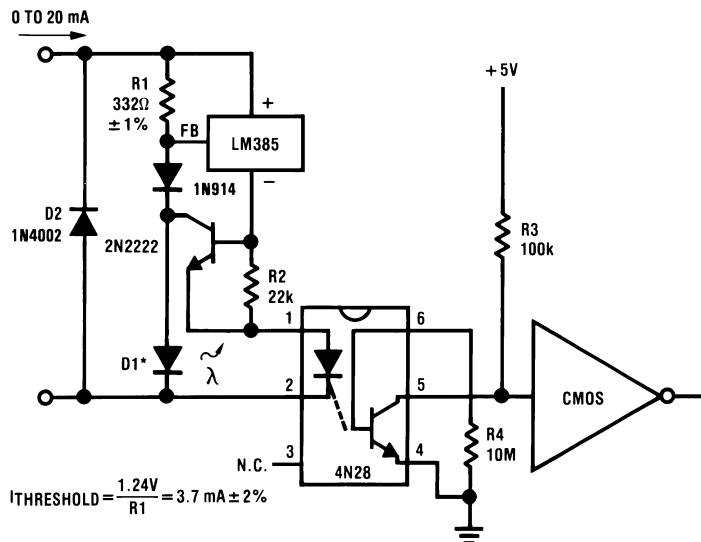 0 TO 20 mA
R1
332Ω
±1%
FB
+
LM385
−
+5V
1N914
D2
1N4002
2N2222
R2
22k
R3
100k
1
6
D1*
λ
2
5
CMOS
3
N.C.
4
4N28
R4
10M
ITHRESHOLD = 1.24V / R1 = 3.7 mA ± 2%